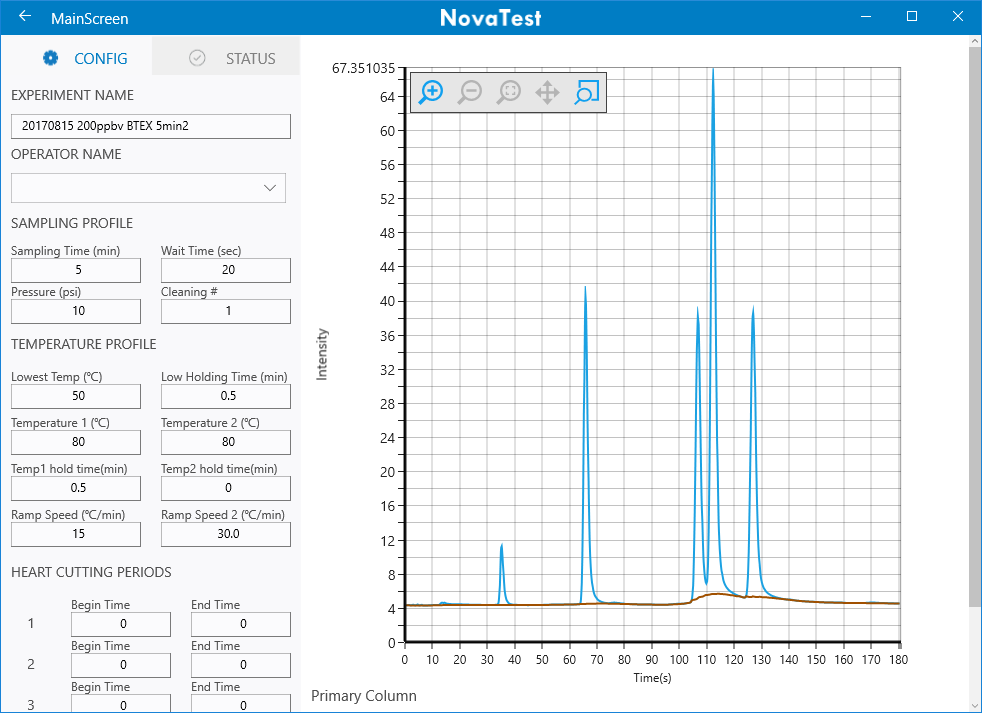 MainScreen
NovaTest
CONFIG STATUS
EXPERIMENT NAME
20170815 200ppbv BTEX 5min2
OPERATOR NAME
SAMPLING PROFILE
Sampling Time (min) Wait Time (sec)
5 20
Pressure (psi) Cleaning #
10 1
TEMPERATURE PROFILE
Lowest Temp (℃) Low Holding Time (min)
50 0.5
Temperature 1 (℃) Temperature 2 (℃)
80 80
Temp1 hold time(min) Temp2 hold time(min)
0.5 0
Ramp Speed (℃/min) Ramp Speed 2 (℃/min)
15 30.0
HEART CUTTING PERIODS
Begin Time End Time
1 0 0
Begin Time End Time
2 0 0
Begin Time End Time
3 0 0
67.351035
64
60
56
52
48
44
40
36
32
28
24
20
16
12
8
4
0
Intensity
0 10 20 30 40 50 60 70 80 90 100 110 120 130 140 150 160 170 180
Time(s)
Primary Column